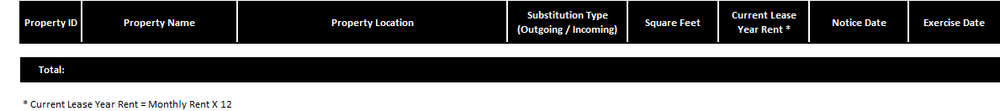 Property ID Property Name Property Location Substitution Type (Outgoing / Incoming) Square Feet Current Lease Year Rent * Notice Date Exercise Date
Total:
* Current Lease Year Rent = Monthly Rent X 12